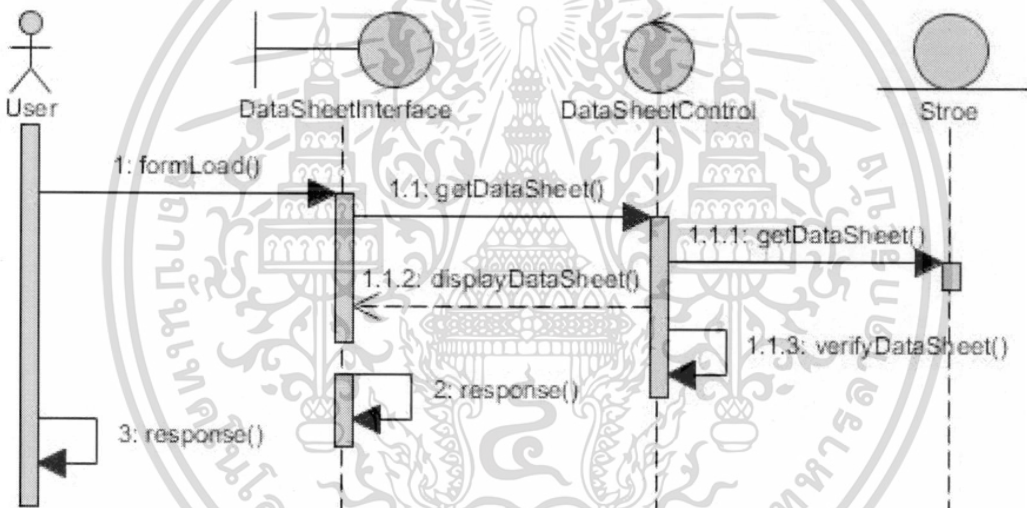 User
DataSheetInterface
DataSheetControl
Stroe
1: formLoad()
1.1: getDataSheet()
1.1.1: getDataSheet()
1.1.2: displayDataSheet()
1.1.3: verifyDataSheet()
2: response()
3: response()